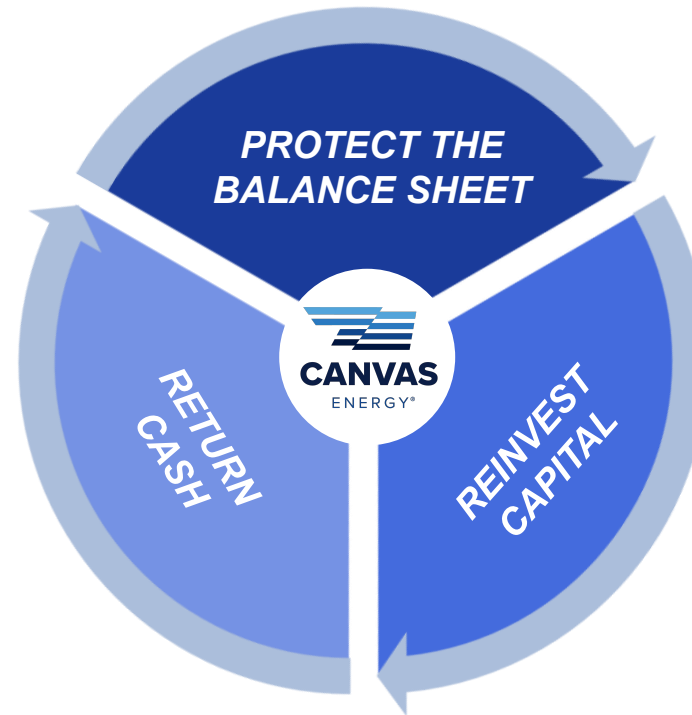 PROTECT THE
BALANCE SHEET
CANVAS
ENERGY®
RETURN
CASH
REINVEST
CAPITAL